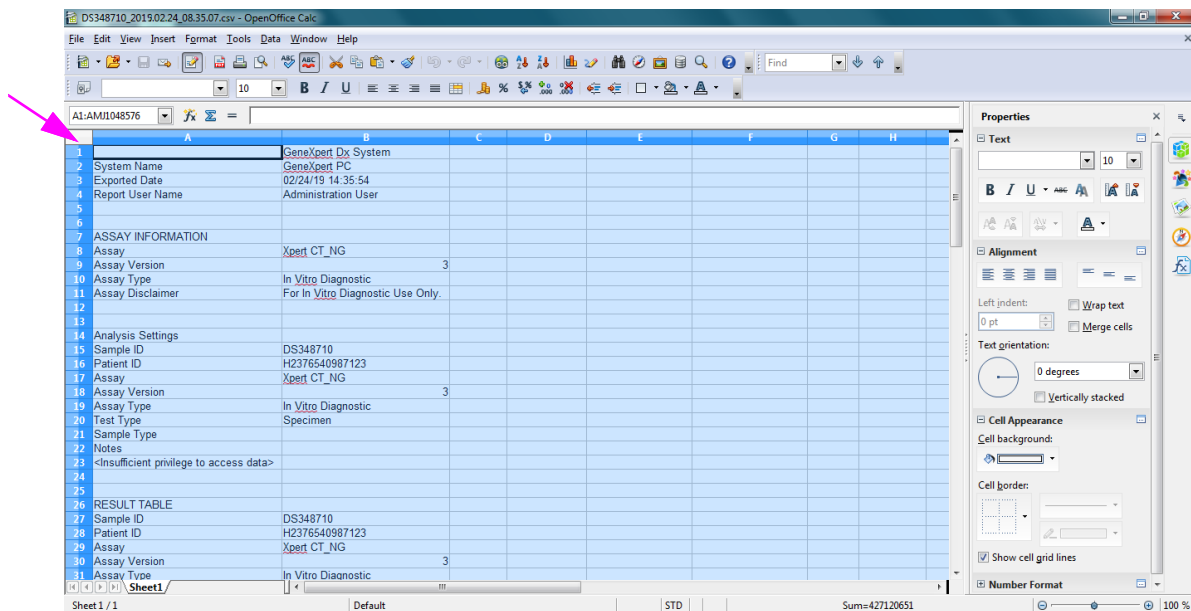 DS348710_2019.02.24_08.35.07.csv - OpenOffice Calc
File Edit View Insert Format Tools Data Window Help
Find
10 B I U
A1:AMJ1048576
A B C D E F G H
1 GeneXpert Dx System
2 System Name GeneXpert PC
3 Exported Date 02/24/19 14:35:54
4 Report User Name Administration User
5
6
7 ASSAY INFORMATION
8 Assay Xpert CT_NG
9 Assay Version 3
10 Assay Type In Vitro Diagnostic
11 Assay Disclaimer For In Vitro Diagnostic Use Only.
12
13
14 Analysis Settings
15 Sample ID DS348710
16 Patient ID H2376540987123
17 Assay Xpert CT_NG
18 Assay Version 3
19 Assay Type In Vitro Diagnostic
20 Test Type Specimen
21 Sample Type
22 Notes
23 <Insufficient privilege to access data>
24
25
26 RESULT TABLE
27 Sample ID DS348710
28 Patient ID H2376540987123
29 Assay Xpert CT_NG
30 Assay Version 3
31 Assay Type In Vitro Diagnostic
Sheet1
Sheet 1 / 1 Default STD Sum=427120651 100 %
Properties
Text
10
B I U ABC
Alignment
Left indent: Wrap text
0 pt Merge cells
Text orientation:
0 degrees
Vertically stacked
Cell Appearance
Cell background:
Cell border:
Show cell grid lines
Number Format